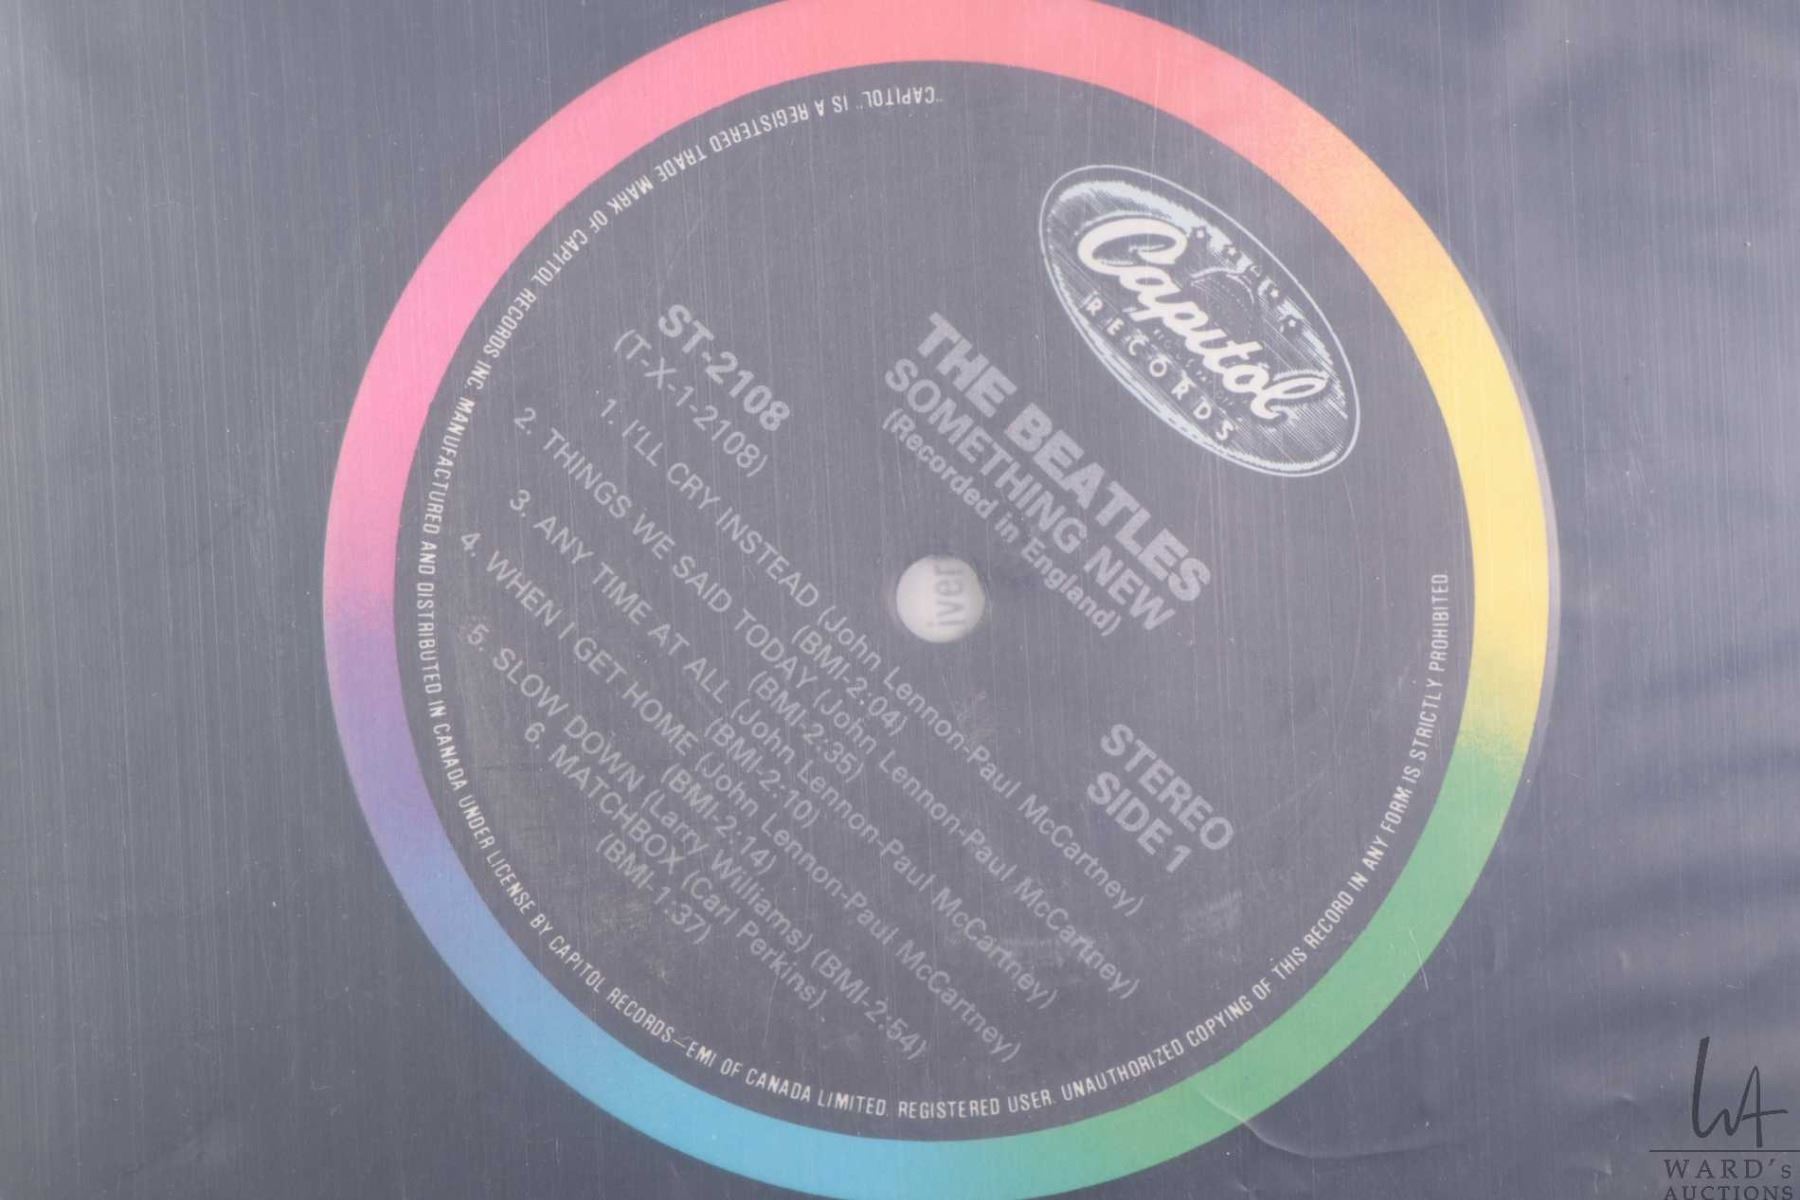 Capitol
RECORDS
THE BEATLES
SOMETHING NEW
(Recorded in England)
ST-2108
(T-X-1-2108)
STEREO
SIDE 1
1. I'LL CRY INSTEAD (John Lennon-Paul McCartney)
(BMI-2:04)
2. THINGS WE SAID TODAY (John Lennon-Paul McCartney)
(BMI-2:35)
3. ANY TIME AT ALL (John Lennon-Paul McCartney)
(BMI-2:10)
4. WHEN I GET HOME (John Lennon-Paul McCartney)
(BMI-2:14)
5. SLOW DOWN (Larry Williams) (BMI-2:54)
6. MATCHBOX (Carl Perkins)
(BMI-1:37)
"CAPITOL" IS A REGISTERED TRADE MARK OF CAPITOL RECORDS INC. MANUFACTURED AND DISTRIBUTED IN CANADA UNDER LICENSE BY CAPITOL RECORDS—EMI OF CANADA LIMITED. REGISTERED USER. UNAUTHORIZED COPYING OF THIS RECORD IN ANY FORM IS STRICTLY PROHIBITED
iver
WA
WARD's
AUCTIONS